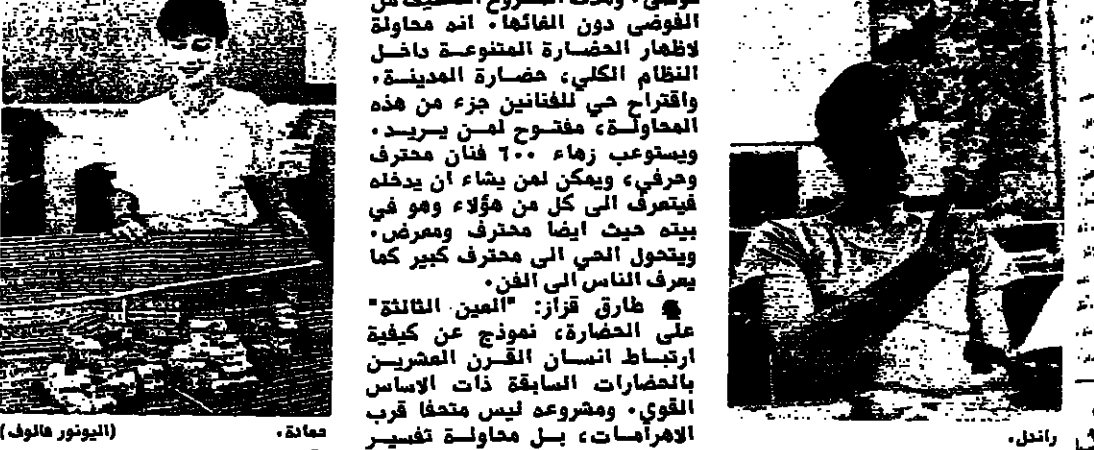 الفوضى دون الغائها. انه محاولة
لاظهار الحضارة المتنوعة داخل
النظام الكلي، حضارة المدينة.
واقتراح حي للفنانين جزء من هذه
المحاولة، مفتوح لمن يريد.
ويستوعب زهاء ٦٠٠ فنان محترف
وحرفي، ويمكن لمن يشاء ان يدخله
فيتعرف الى كل من هؤلاء وهو في
بيته حيث ايضا محترف ومعرض.
ويتحول الحي الى محترف كبير كما
يعرف الناس الى الفن.
طارق قزاز: "العين الثالثة"
على الحضارة، نموذج عن كيفية
ارتباط انسان القرن العشرين
بالحضارات السابقة ذات الاساس
القوي. ومشروعه ليس متحفا قرب
الاهرامات، بل محاولة تفسير
راندل.
حمادة.
(اليونور هالوف)